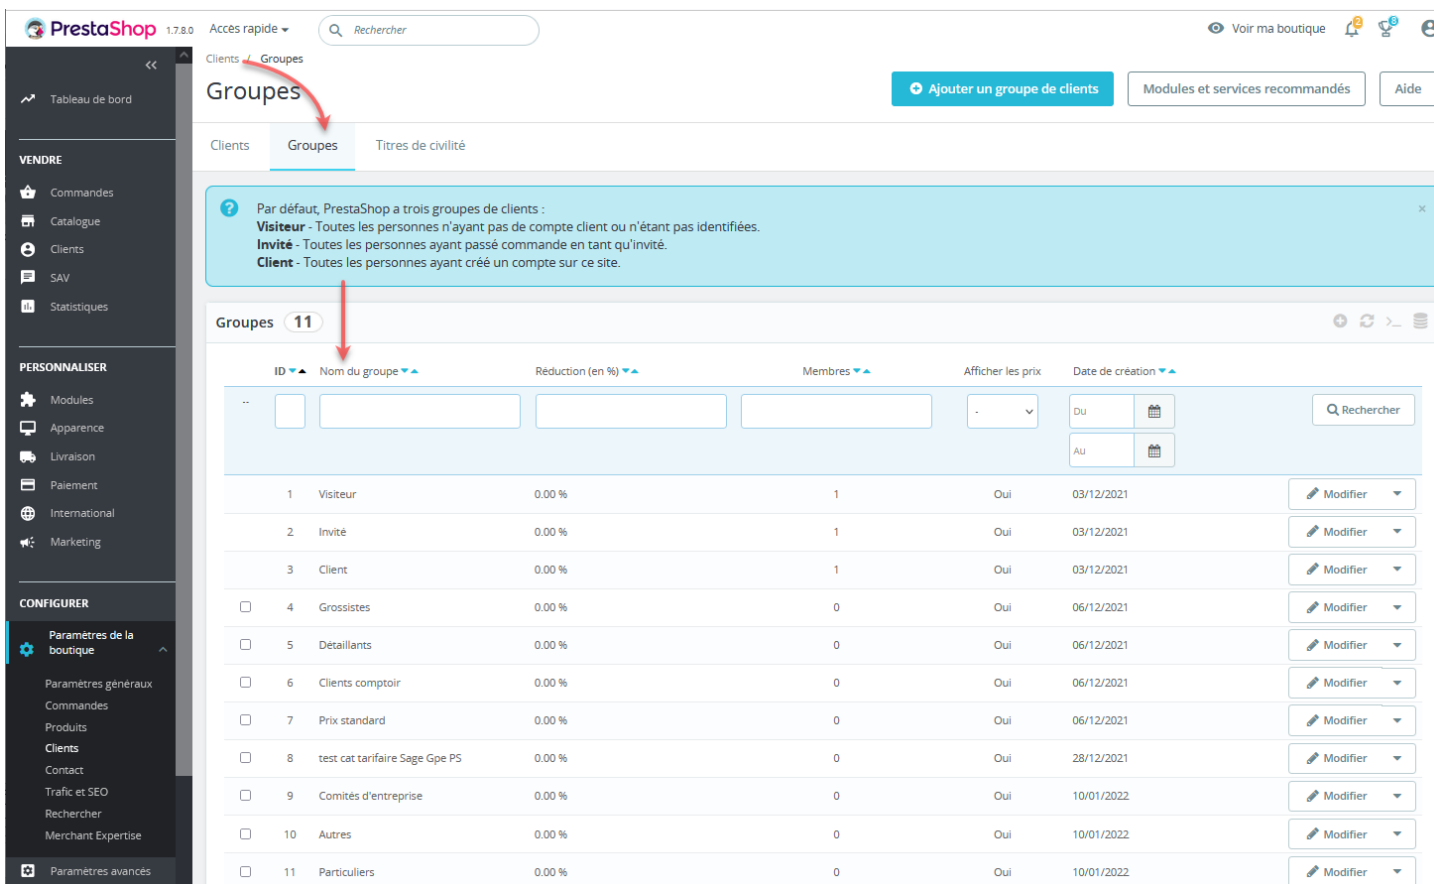 PrestaShop 1.7.8.0 Accès rapide Rechercher Voir ma boutique 2 8
Clients / Groupes
Groupes
Ajouter un groupe de clients Modules et services recommandés Aide
Clients Groupes Titres de civilité
Par défaut, PrestaShop a trois groupes de clients :
Visiteur - Toutes les personnes n'ayant pas de compte client ou n'étant pas identifiées.
Invité - Toutes les personnes ayant passé commande en tant qu'invité.
Client - Toutes les personnes ayant créé un compte sur ce site.
×
Tableau de bord
VENDRE
Commandes
Catalogue
Clients
SAV
Statistiques
PERSONNALISER
Modules
Apparence
Livraison
Paiement
International
Marketing
CONFIGURER
Paramètres de la
boutique
Paramètres généraux
Commandes
Produits
Clients
Contact
Trafic et SEO
Rechercher
Merchant Expertise
Paramètres avancés
Groupes 11
ID Nom du groupe Réduction (en %) Membres Afficher les prix Date de création
-- - Du Rechercher
Au
1 Visiteur 0.00 % 1 Oui 03/12/2021 Modifier
2 Invité 0.00 % 1 Oui 03/12/2021 Modifier
3 Client 0.00 % 1 Oui 03/12/2021 Modifier
4 Grossistes 0.00 % 0 Oui 06/12/2021 Modifier
5 Détaillants 0.00 % 0 Oui 06/12/2021 Modifier
6 Clients comptoir 0.00 % 0 Oui 06/12/2021 Modifier
7 Prix standard 0.00 % 0 Oui 06/12/2021 Modifier
8 test cat tarifaire Sage Gpe PS 0.00 % 0 Oui 28/12/2021 Modifier
9 Comités d'entreprise 0.00 % 0 Oui 10/01/2022 Modifier
10 Autres 0.00 % 0 Oui 10/01/2022 Modifier
11 Particuliers 0.00 % 0 Oui 10/01/2022 Modifier